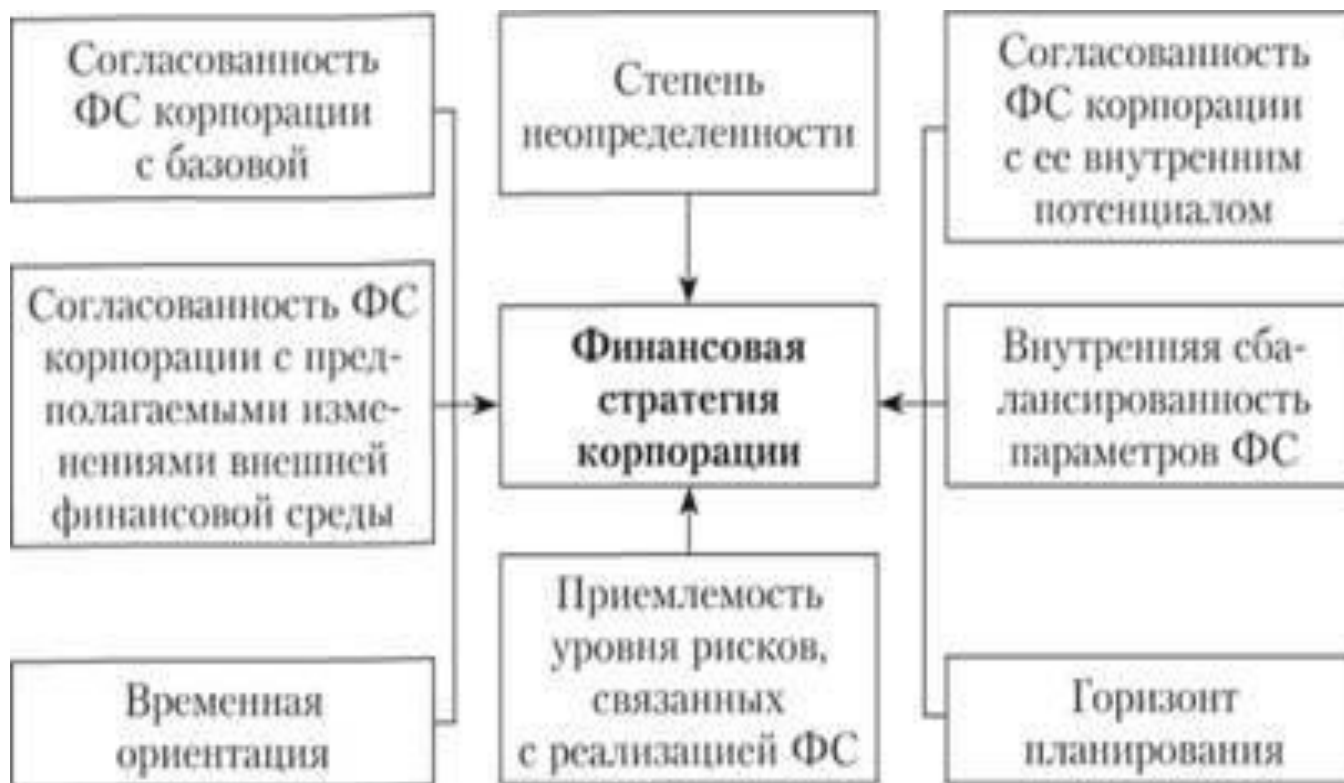 Согласованность
ФС корпорации
с базовой
Степень
неопределенности
Согласованность
ФС корпорации
с ее внутренним
потенциалом
Согласованность ФС
корпорации с пред-
полагаемыми изме-
нениями внешней
финансовой среды
Финансовая
стратегия
корпорации
Внутренняя сба-
лансированность
параметров ФС
Временная
ориентация
Приемлемость
уровня рисков,
связанных
с реализацией ФС
Горизонт
планирования